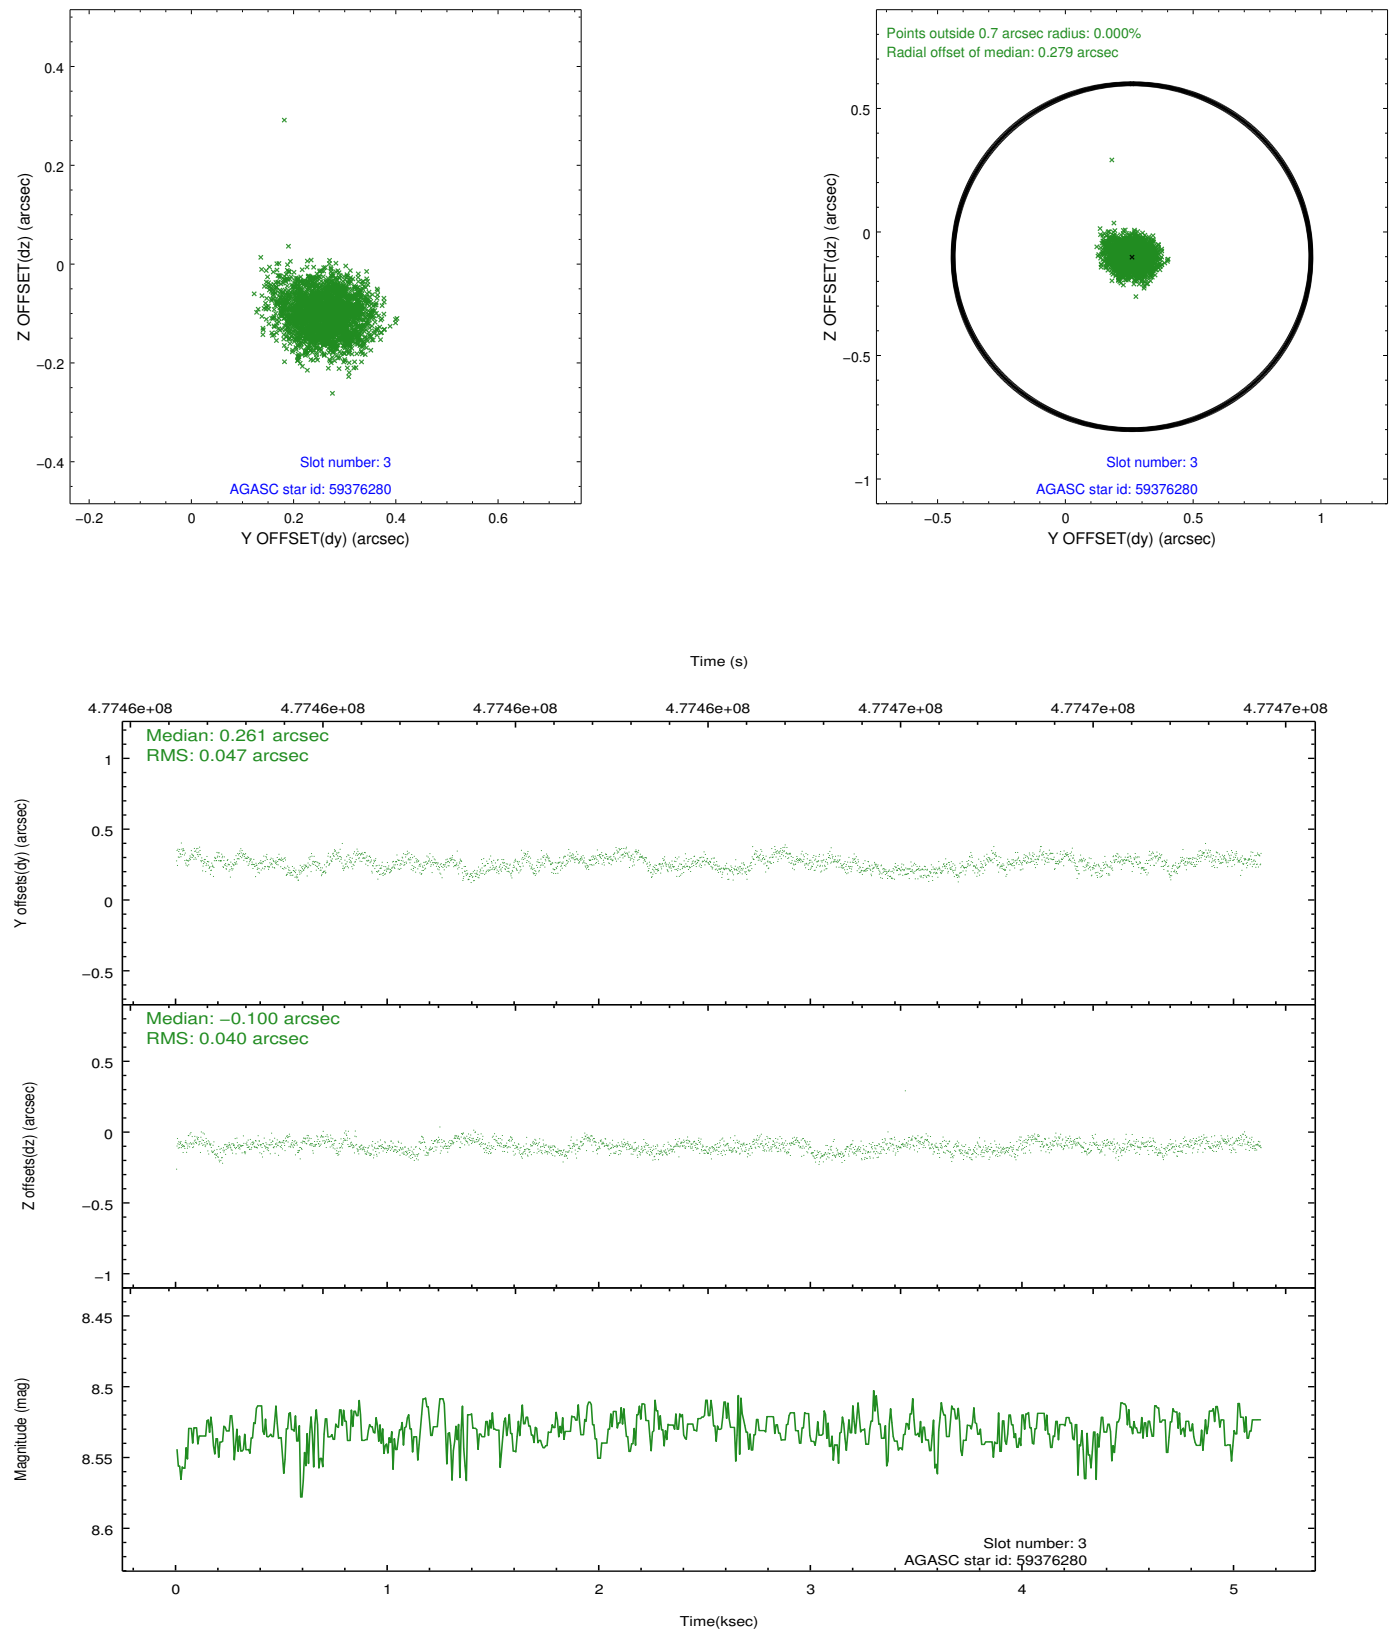 0.4
0.2
0
−0.2
−0.4
Z OFFSET(dz) (arcsec)
Slot number: 3
AGASC star id: 59376280
−0.2 0 0.2 0.4 0.6
Y OFFSET(dy) (arcsec)
Points outside 0.7 arcsec radius: 0.000%
Radial offset of median: 0.279 arcsec
0.5
0
−0.5
−1
Z OFFSET(dz) (arcsec)
Slot number: 3
AGASC star id: 59376280
−0.5 0 0.5 1
Y OFFSET(dy) (arcsec)
Time (s)
4.7746e+08 4.7746e+08 4.7746e+08 4.7746e+08 4.7747e+08 4.7747e+08 4.7747e+08
Median: 0.261 arcsec
RMS: 0.047 arcsec
1
0.5
0
−0.5
Y offsets(dy) (arcsec)
Median: −0.100 arcsec
RMS: 0.040 arcsec
0.5
0
−0.5
−1
Z offsets(dz) (arcsec)
8.45
8.5
8.55
8.6
Magnitude (mag)
Slot number: 3
AGASC star id: 59376280
0 1 2 3 4 5
Time(ksec)